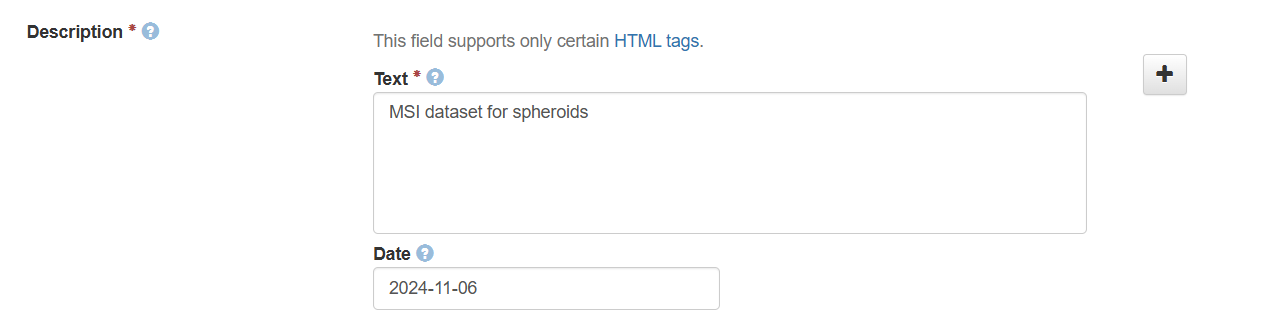 Description * ?
This field supports only certain HTML tags.
Text * ?
+
MSI dataset for spheroids
Date ?
2024-11-06